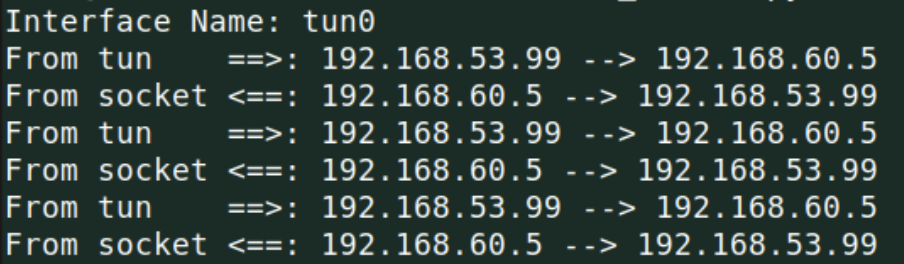 Interface Name: tun0
From tun    ==>: 192.168.53.99 --> 192.168.60.5
From socket <==: 192.168.60.5 --> 192.168.53.99
From tun    ==>: 192.168.53.99 --> 192.168.60.5
From socket <==: 192.168.60.5 --> 192.168.53.99
From tun    ==>: 192.168.53.99 --> 192.168.60.5
From socket <==: 192.168.60.5 --> 192.168.53.99